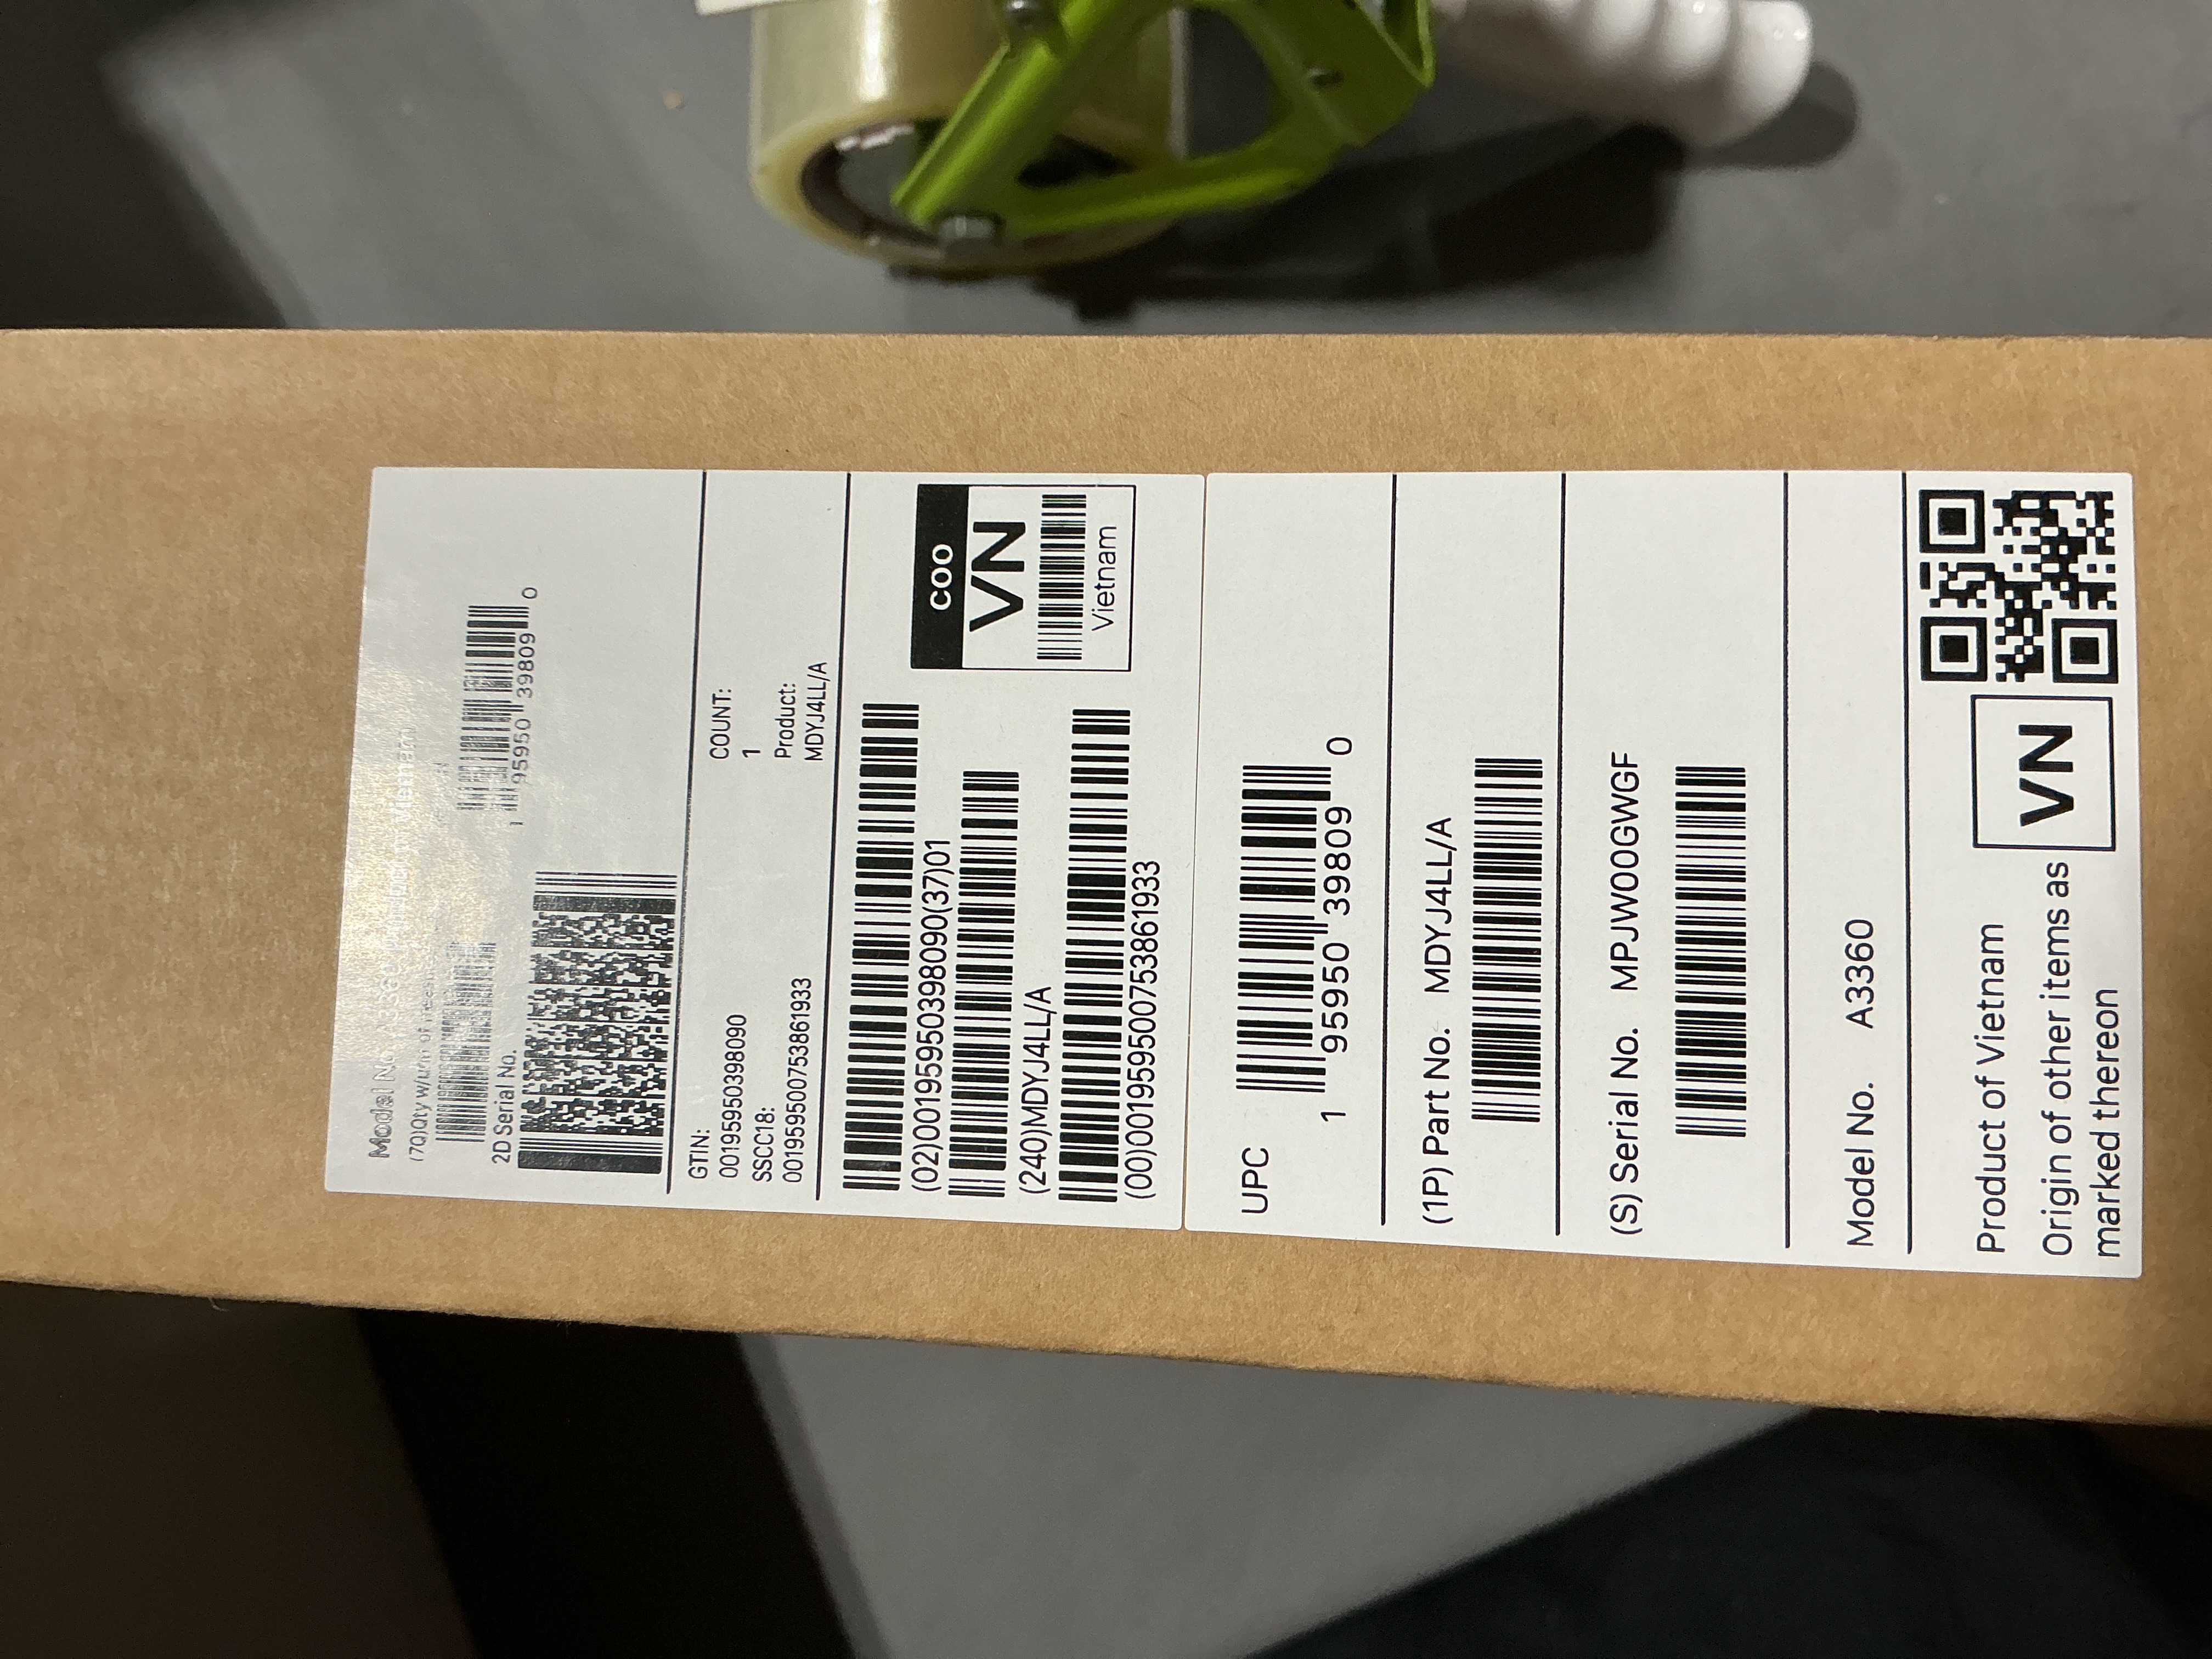 Model No.
2D Serial No.
1 95950 39809 0
GTIN:
00195950398090
SSCC18:
001959500753861933
COUNT:
1
Product:
MDYJ4LL/A
(02)00195950398090(37)01
(240)MDYJ4LL/A
(00)001959500753861933
COO
VN
Vietnam
UPC
1 95950 39809 0
(1P) Part No. MDYJ4LL/A
(S) Serial No. MPJW00GWGF
Model No. A3360
Product of Vietnam
Origin of other items as
marked thereon
VN